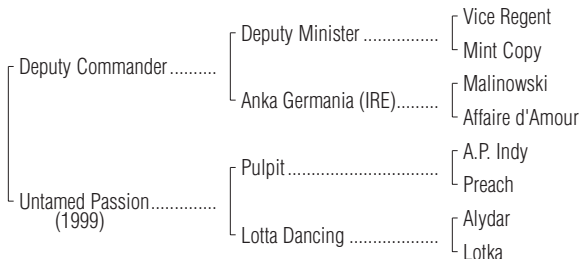 Vice Regent
Deputy Minister ................
Mint Copy
Deputy Commander..........
Malinowski
Anka Germania (IRE).........
Affaire d'Amour
A.P. Indy
Pulpit................................
Preach
Untamed Passion..............
(1999)
Alydar
Lotta Dancing ...................
Lotka